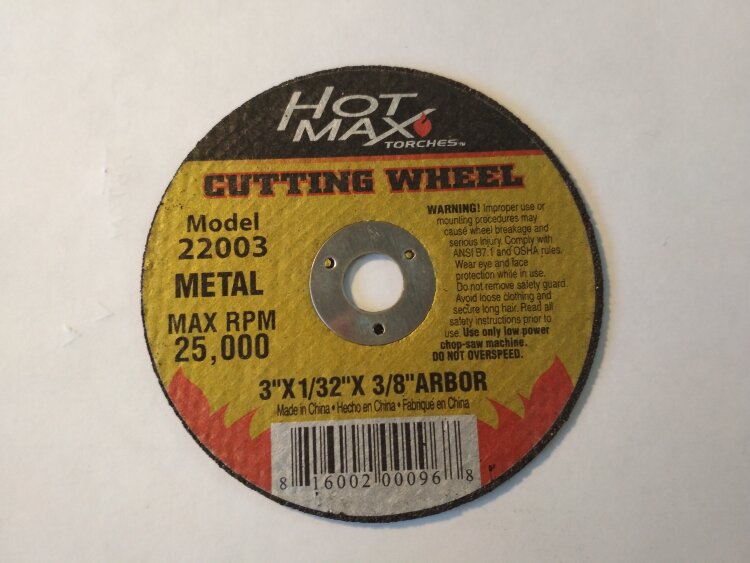 HOT
MAX
TORCHES™
CUTTING WHEEL
Model
22003
METAL
MAX RPM
25,000
WARNING! Improper use or
mounting procedures may
cause wheel breakage and
serious injury. Comply with
ANSI B7.1 and OSHA rules.
Wear eye and face
protection while in use.
Do not remove safety guard.
Avoid loose clothing and
secure long hair. Read all
safety instructions prior to
use. Use only low power
chop-saw machine.
DO NOT OVERSPEED.
3"X1/32"X 3/8"ARBOR
Made in China • Hecho en China • Fabriqué en China
8 16002 00096 8
P